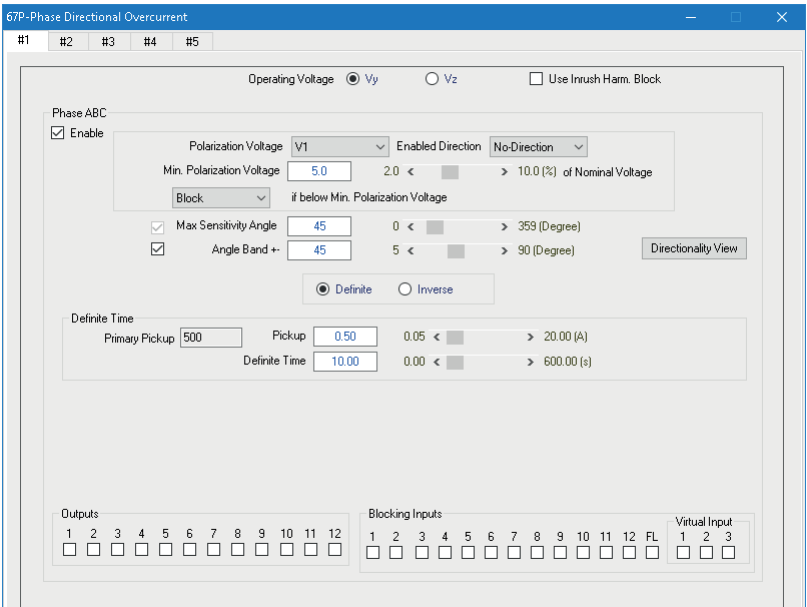 67P-Phase Directional Overcurrent
#1 #2 #3 #4 #5
Operating Voltage Vy Vz Use Inrush Harm. Block
Phase ABC
Enable
Polarization Voltage V1 Enabled Direction No-Direction
Min. Polarization Voltage 5.0 2.0 < > 10.0 (%) of Nominal Voltage
Block if below Min. Polarization Voltage
Max Sensitivity Angle 45 0 < > 359 (Degree)
Angle Band +- 45 5 < > 90 (Degree) Directionality View
Definite Inverse
Definite Time
Primary Pickup 500 Pickup 0.50 0.05 < > 20.00 (A)
Definite Time 10.00 0.00 < > 600.00 (s)
Outputs
1 2 3 4 5 6 7 8 9 10 11 12
Blocking Inputs
1 2 3 4 5 6 7 8 9 10 11 12 FL
Virtual Input
1 2 3